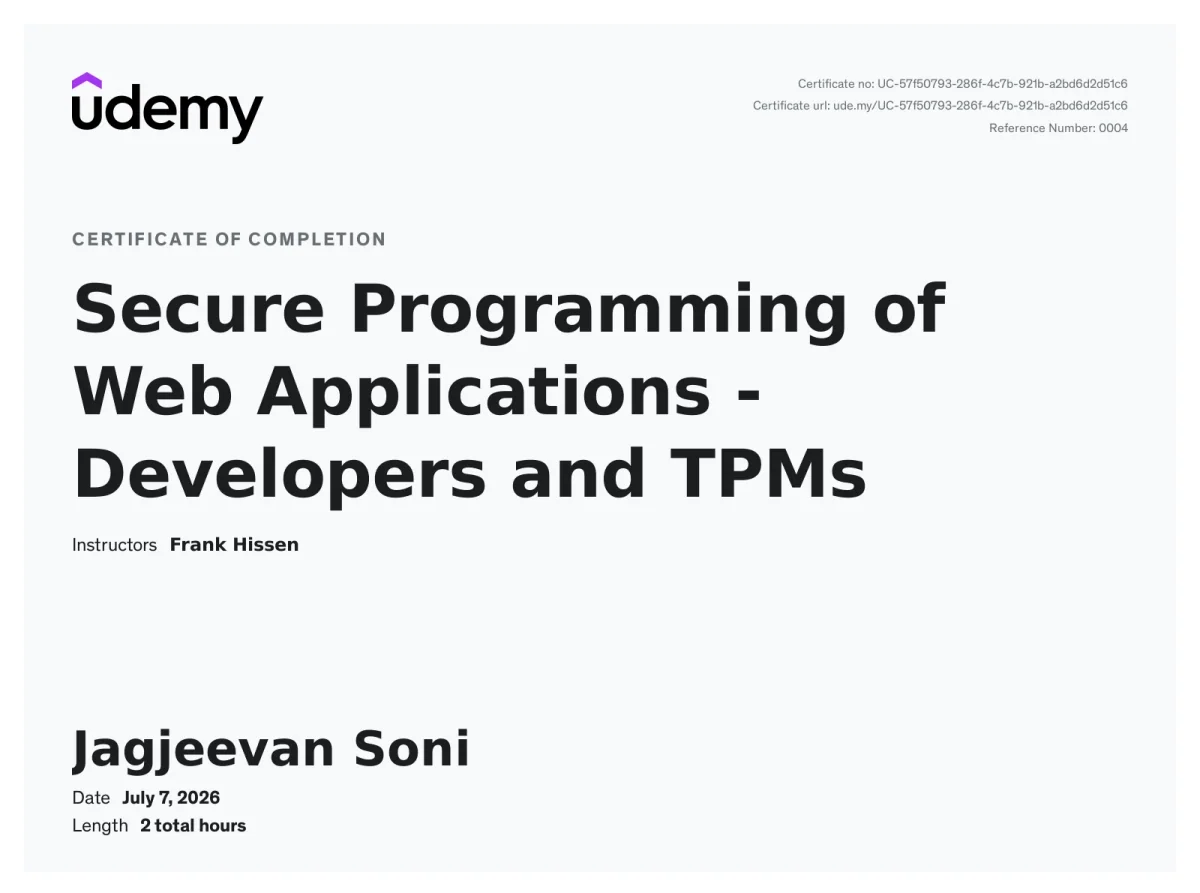 udemy
Certificate no: UC-57f50793-286f-4c7b-921b-a2bd6d2d51c6
Certificate url: ude.my/UC-57f50793-286f-4c7b-921b-a2bd6d2d51c6
Reference Number: 0004
CERTIFICATE OF COMPLETION
Secure Programming of
Web Applications -
Developers and TPMs
Instructors Frank Hissen
Jagjeevan Soni
Date July 7, 2026
Length 2 total hours